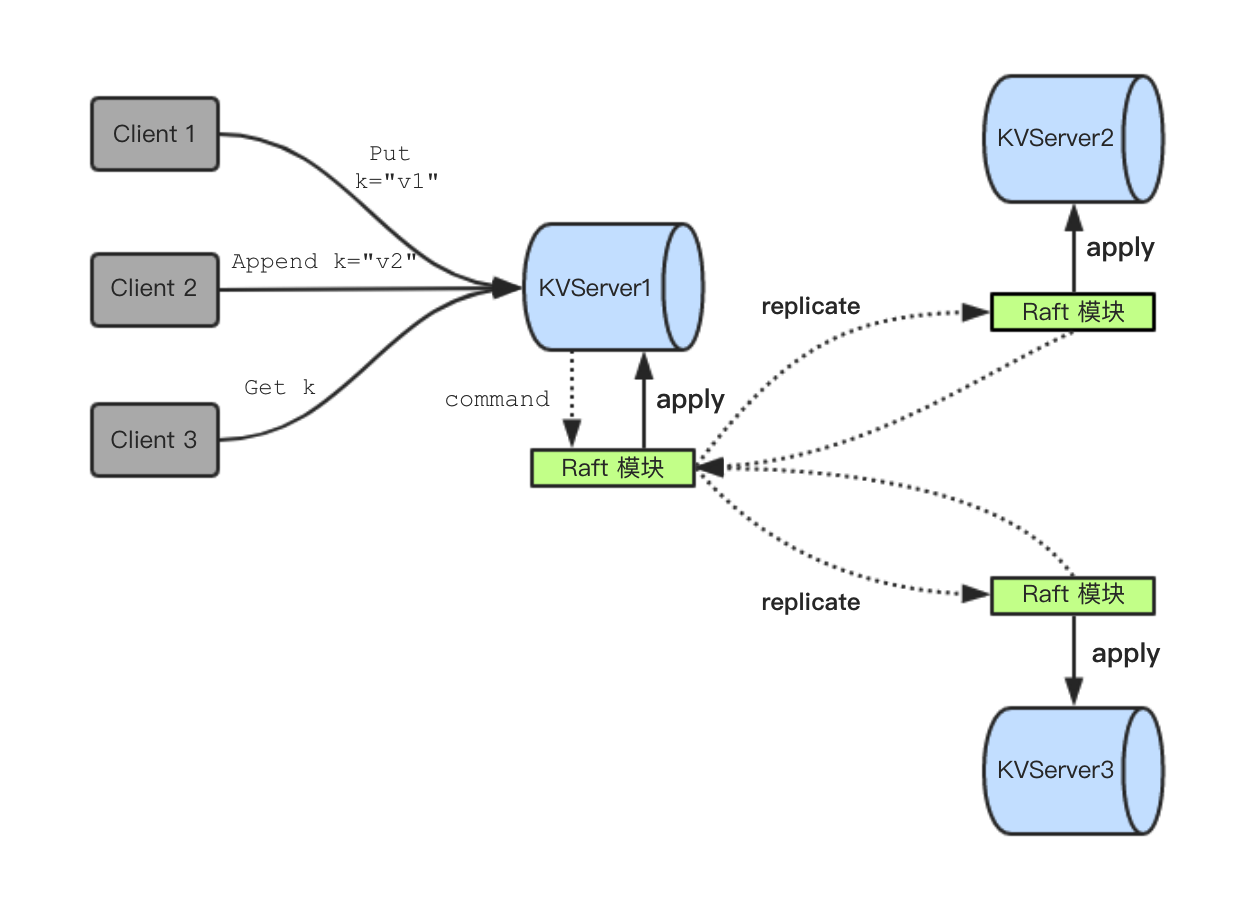 Client 1
Put
k="v1"
Client 2
Append k="v2"
Client 3
Get k
KVServer1
command
apply
Raft 模块
replicate
replicate
KVServer2
apply
Raft 模块
Raft 模块
apply
KVServer3